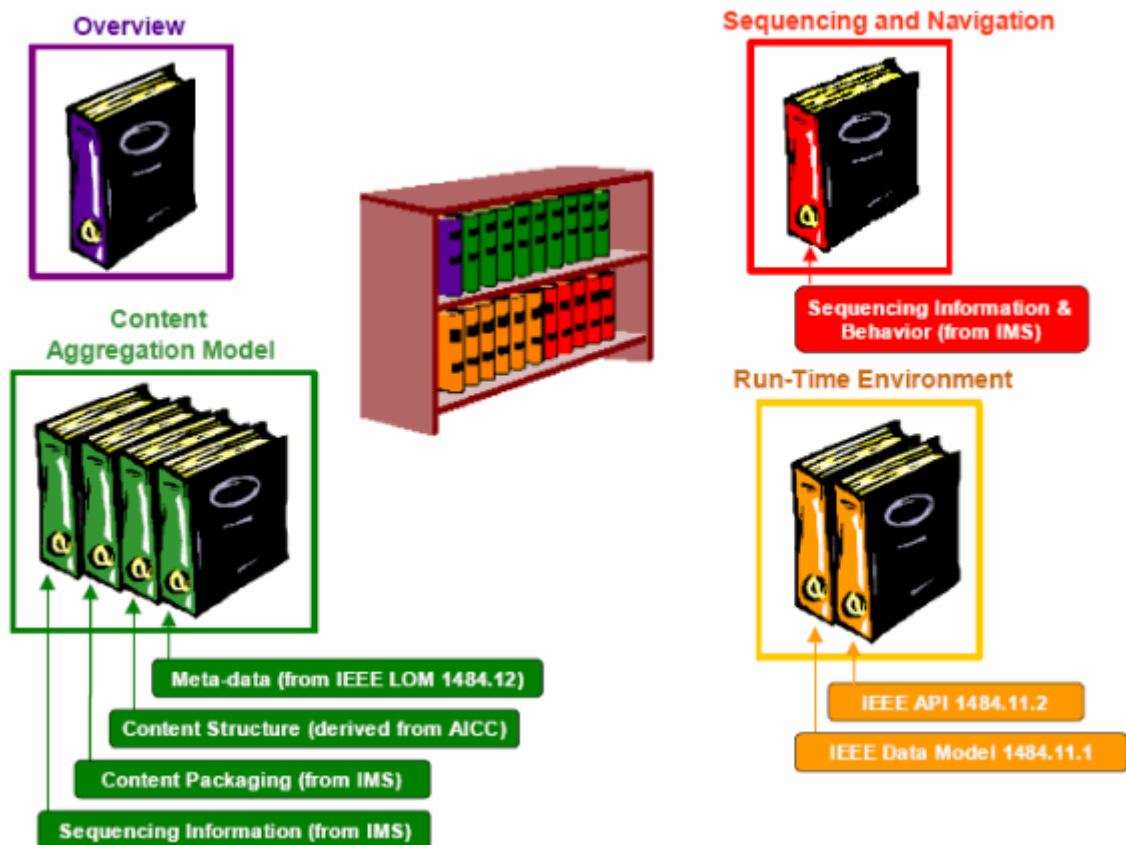 Overview
Sequencing and Navigation
Sequencing Information &
Behavior (from IMS)
Content
Aggregation Model
Run-Time Environment
Meta-data (from IEEE LOM 1484.12)
Content Structure (derived from AICC)
Content Packaging (from IMS)
Sequencing Information (from IMS)
IEEE API 1484.11.2
IEEE Data Model 1484.11.1